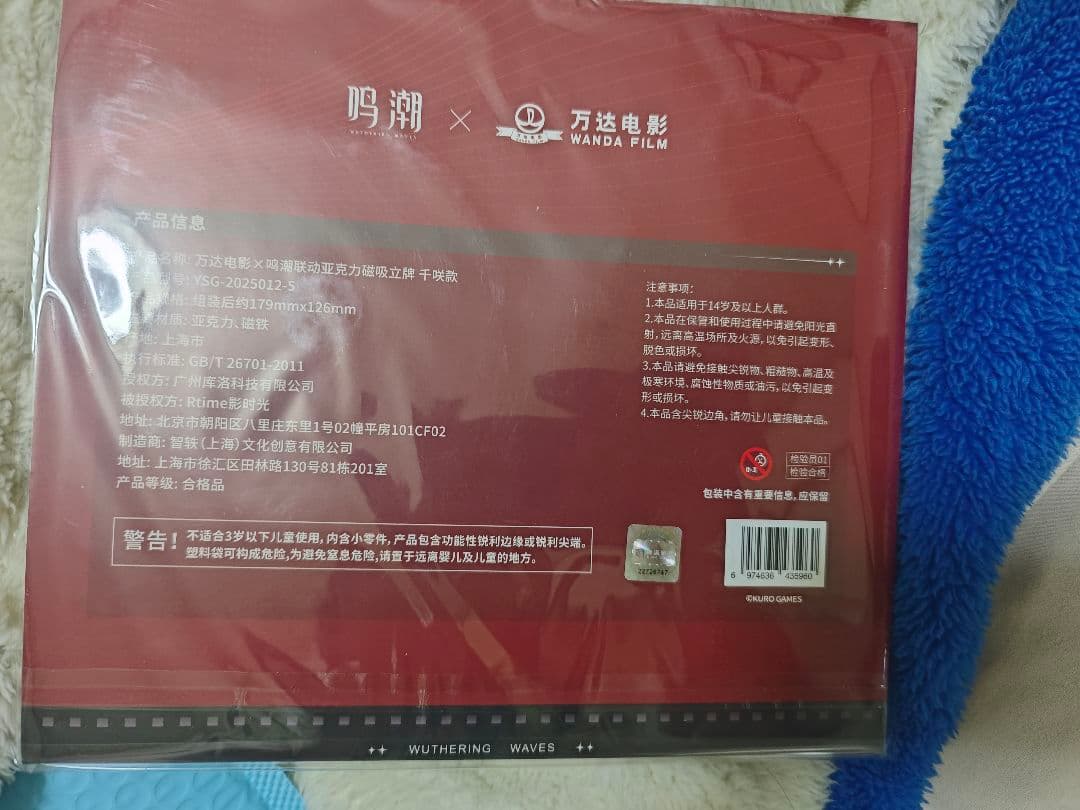 鸣潮
WUTHERING WAVES
×
万达电影
WANDA FILM
产品信息
名称: 万达电影×鸣潮联动亚克力磁吸立牌 千咲款
型号: YSG-2025012-5
规格: 组装后约179mmx126mm
材质: 亚克力、磁铁
地: 上海市
执行标准: GB/T 26701-2011
授权方: 广州库洛科技有限公司
被授权方: Rtime影时光
地址: 北京市朝阳区八里庄东里1号02幢平房101CF02
制造商: 智轶(上海)文化创意有限公司
地址: 上海市徐汇区田林路130号81栋201室
产品等级: 合格品
注意事项:
1.本品适用于14岁及以上人群。
2.本品在保管和使用过程中请避免阳光直
射,远离高温场所及火源,以免引起变形、
脱色或损坏。
3.本品请避免接触尖锐物、粗糙物、高温及
极寒环境、腐蚀性物质或油污,以免引起变
形或损坏。
4.本品含尖锐边角,请勿让儿童接触本品。
检验员01
检验合格
包装中含有重要信息,应保留
警告!
不适合3岁以下儿童使用,内含小零件,产品包含功能性锐利边缘或锐利尖端。
塑料袋可构成危险,为避免窒息危险,请置于远离婴儿及儿童的地方。
6 974636 435960
©KURO GAMES
WUTHERING WAVES